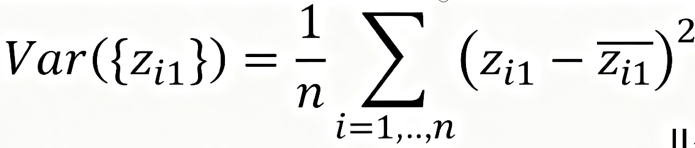 Var({z_{i1}}) = \frac{1}{n} \sum_{i=1,..,n} (z_{i1} - \overline{z_{i1}})^2